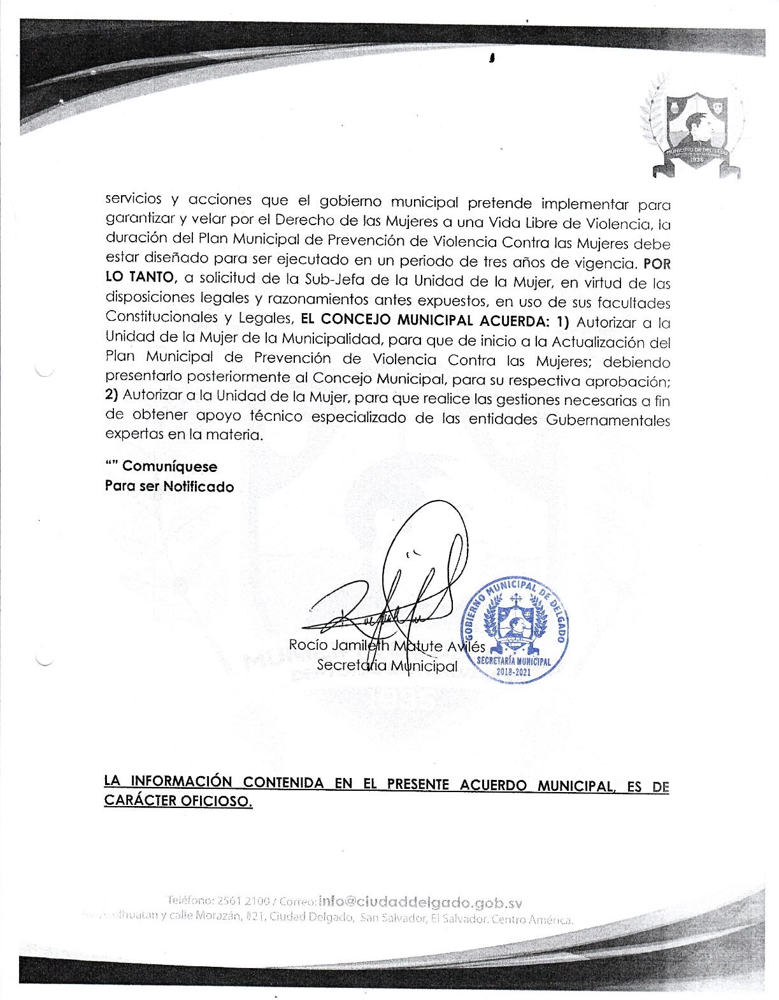 MUNICIPIO DE DELGADO
1935
servicios y acciones que el gobierno municipal pretende implementar para
garantizar y velar por el Derecho de las Mujeres a una Vida Libre de Violencia, la
duración del Plan Municipal de Prevención de Violencia Contra las Mujeres debe
estar diseñado para ser ejecutado en un periodo de tres años de vigencia. POR
LO TANTO, a solicitud de la Sub-Jefa de la Unidad de la Mujer, en virtud de las
disposiciones legales y razonamientos antes expuestos, en uso de sus facultades
Constitucionales y Legales, EL CONCEJO MUNICIPAL ACUERDA: 1) Autorizar a la
Unidad de la Mujer de la Municipalidad, para que de inicio a la Actualización del
Plan Municipal de Prevención de Violencia Contra las Mujeres; debiendo
presentarlo posteriormente al Concejo Municipal, para su respectiva aprobación;
2) Autorizar a la Unidad de la Mujer, para que realice las gestiones necesarias a fin
de obtener apoyo técnico especializado de las entidades Gubernamentales
expertas en la materia.
“” Comuníquese
Para ser Notificado
GOBIERNO MUNICIPAL DE DELGADO
Rocío Jamileth Matute Avilés
Secretaria Municipal
SECRETARÍA MUNICIPAL
2018-2021
1935
LA INFORMACIÓN CONTENIDA EN EL PRESENTE ACUERDO MUNICIPAL, ES DE
CARÁCTER OFICIOSO.
Teléfono: 2561 2100 / Correo: info@ciudaddelgado.gob.sv
y calle Morazán, #21, Ciudad Delgado, San Salvador, El Salvador. Centro América.